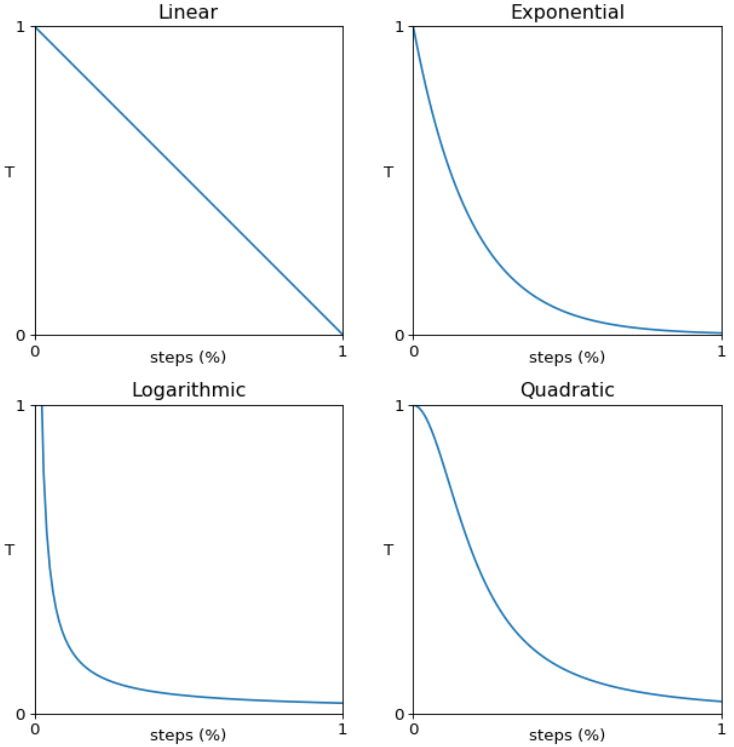 Linear
1
T
0
0
1
steps (%)
Exponential
1
T
0
0
1
steps (%)
Logarithmic
1
T
0
0
1
steps (%)
Quadratic
1
T
0
0
1
steps (%)